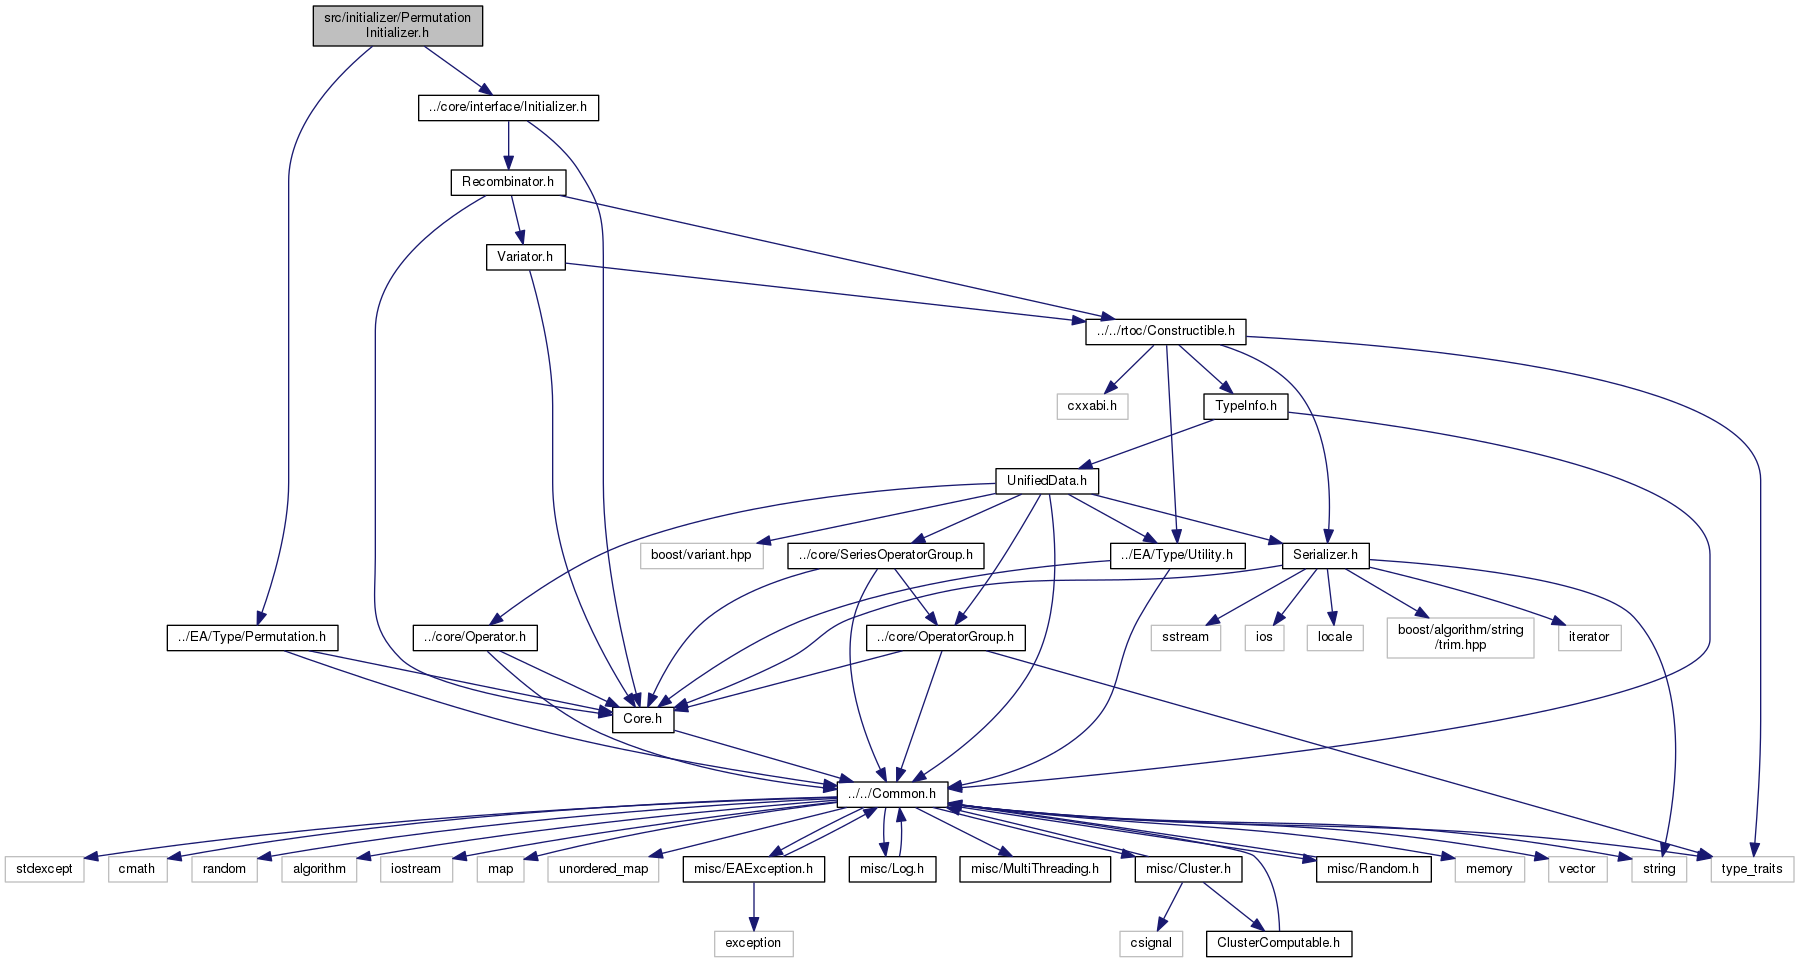 src/initializer/Permutation
Initializer.h
../core/interface/Initializer.h
Recombinator.h
Variator.h
../../rtoc/Constructible.h
cxxabi.h
TypeInfo.h
UnifiedData.h
boost/variant.hpp
../core/SeriesOperatorGroup.h
../EA/Type/Utility.h
Serializer.h
../EA/Type/Permutation.h
../core/Operator.h
../core/OperatorGroup.h
sstream
ios
locale
boost/algorithm/string
/trim.hpp
iterator
Core.h
../../Common.h
stdexcept
cmath
random
algorithm
iostream
map
unordered_map
misc/EAException.h
misc/Log.h
misc/MultiThreading.h
misc/Cluster.h
misc/Random.h
memory
vector
string
type_traits
exception
csignal
ClusterComputable.h